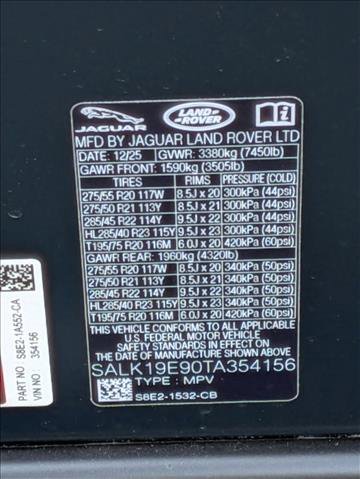 JAGUAR LAND ROVER
MFD BY JAGUAR LAND ROVER LTD
DATE: 12/25 GVWR: 3380kg (7450lb)
GAWR FRONT: 1590kg (3505lb)
TIRES RIMS PRESSURE (COLD)
275/55 R20 117W 8.5J x 20 300kPa (44psi)
275/50 R21 113Y 8.5J x 21 300kPa (44psi)
285/45 R22 114Y 9.5J x 22 300kPa (44psi)
HL285/40 R23 115Y 9.5J x 23 300kPa (44psi)
T195/75 R20 116M 6.0J x 20 420kPa (60psi)
GAWR REAR: 1960kg (4320lb)
275/55 R20 117W 8.5J x 20 340kPa (50psi)
275/50 R21 113Y 8.5J x 21 340kPa (50psi)
285/45 R22 114Y 9.5J x 22 340kPa (50psi)
HL285/40 R23 115Y 9.5J x 23 340kPa (50psi)
T195/75 R20 116M 6.0J x 20 420kPa (60psi)
THIS VEHICLE CONFORMS TO ALL APPLICABLE
U.S. FEDERAL MOTOR VEHICLE
SAFETY STANDARDS IN EFFECT ON THE
DATE OF MANUFACTURE SHOWN ABOVE.
SALK19E90TA354156
TYPE: MPV
S8E2-1532-CB
S8E2-1A552-CA
VIN NO: 354156